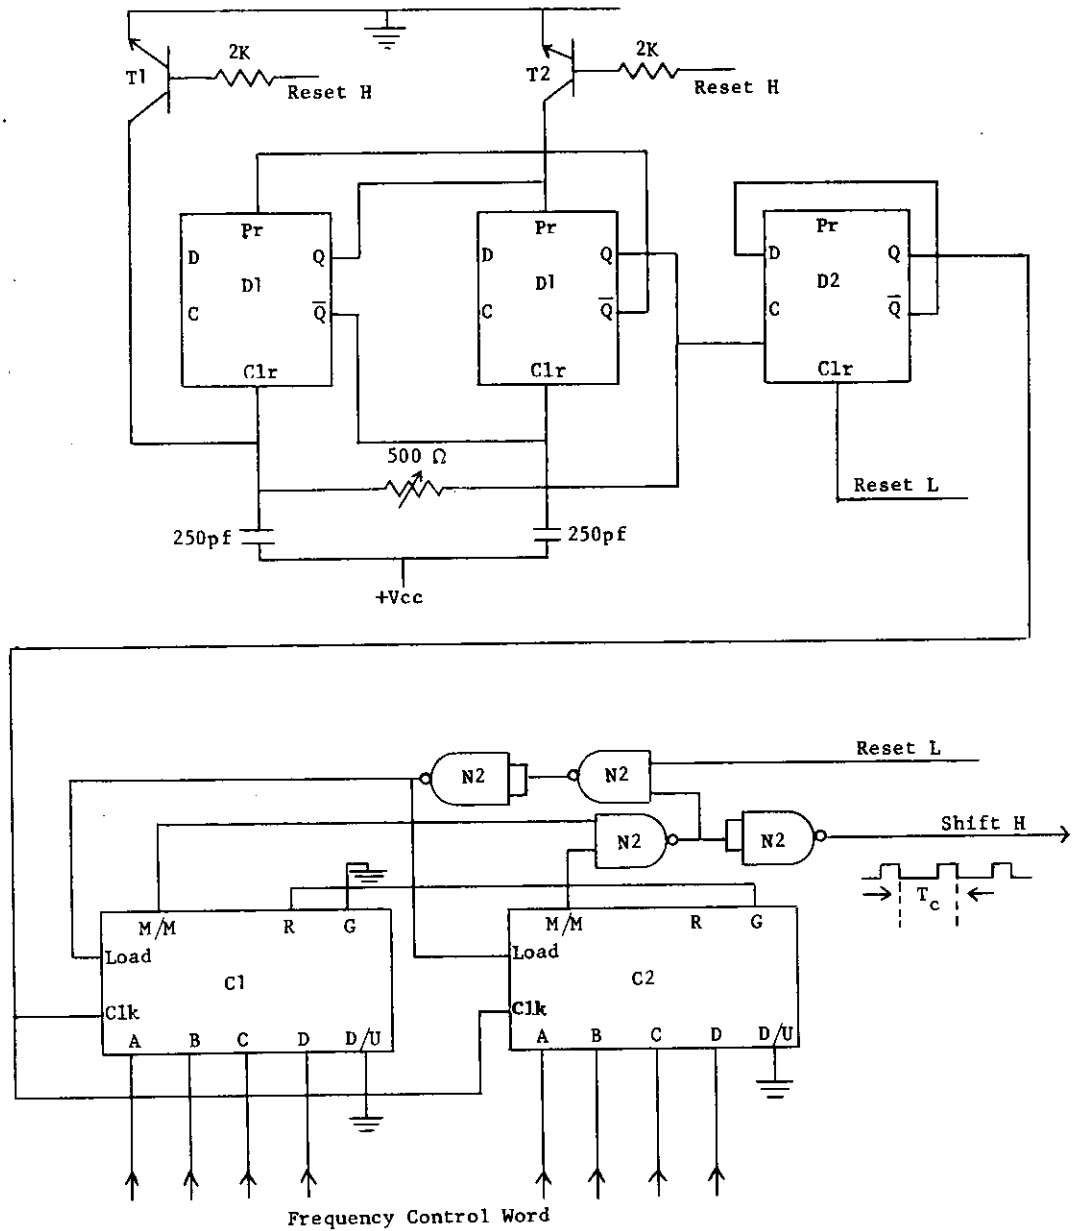 2K
T1
Reset H
2K
T2
Reset H
Pr
D
Q
D1
C
Q̅
Clr
Pr
D
Q
D1
C
Q̅
Clr
Pr
D
Q
D2
C
Q̅
Clr
500 Ω
Reset L
250pf
250pf
+Vcc
Reset L
N2
N2
N2
N2
Shift H
Tc
M/M
R
G
Load
C1
Clk
A
B
C
D
D/U
M/M
R
G
Load
C2
Clk
A
B
C
D
D/U
Frequency Control Word